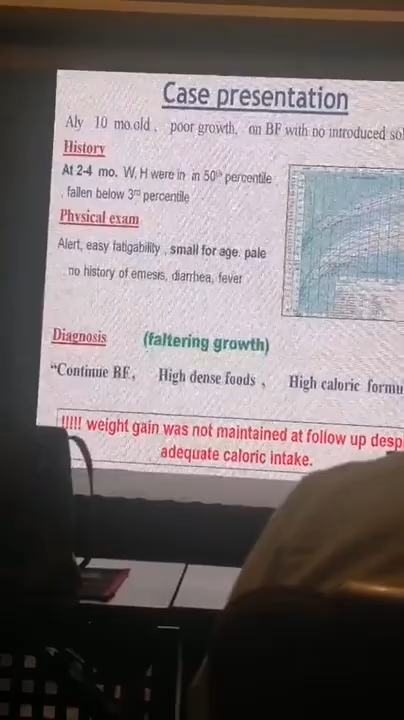 Case presentation
Aly 10 mo.old , poor growth, on BF with no introduced
History
At 2-4 mo. W, H were in in 50th percentile
, fallen below 3rd percentile
Physical exam
Alert, easy fatigability , small for age, pale
no history of emesis, diarrhea, fever
Diagnosis (faltering growth)
“Continue BF, High dense foods , High caloric
!!!!! weight gain was not maintained at follow up
adequate caloric intake.